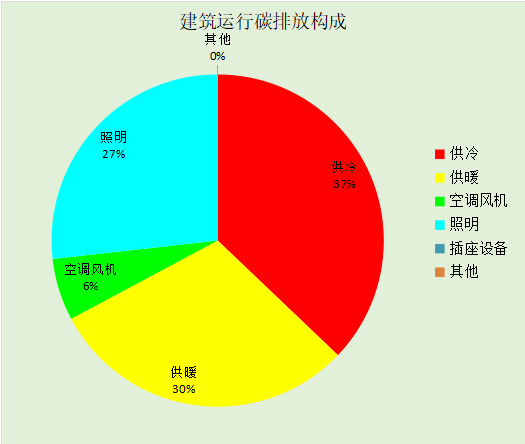 建筑运行碳排放构成
其他
0%
照明
27%
供冷
37%
空调风机
6%
供暖
30%
供冷
供暖
空调风机
照明
插座设备
其他